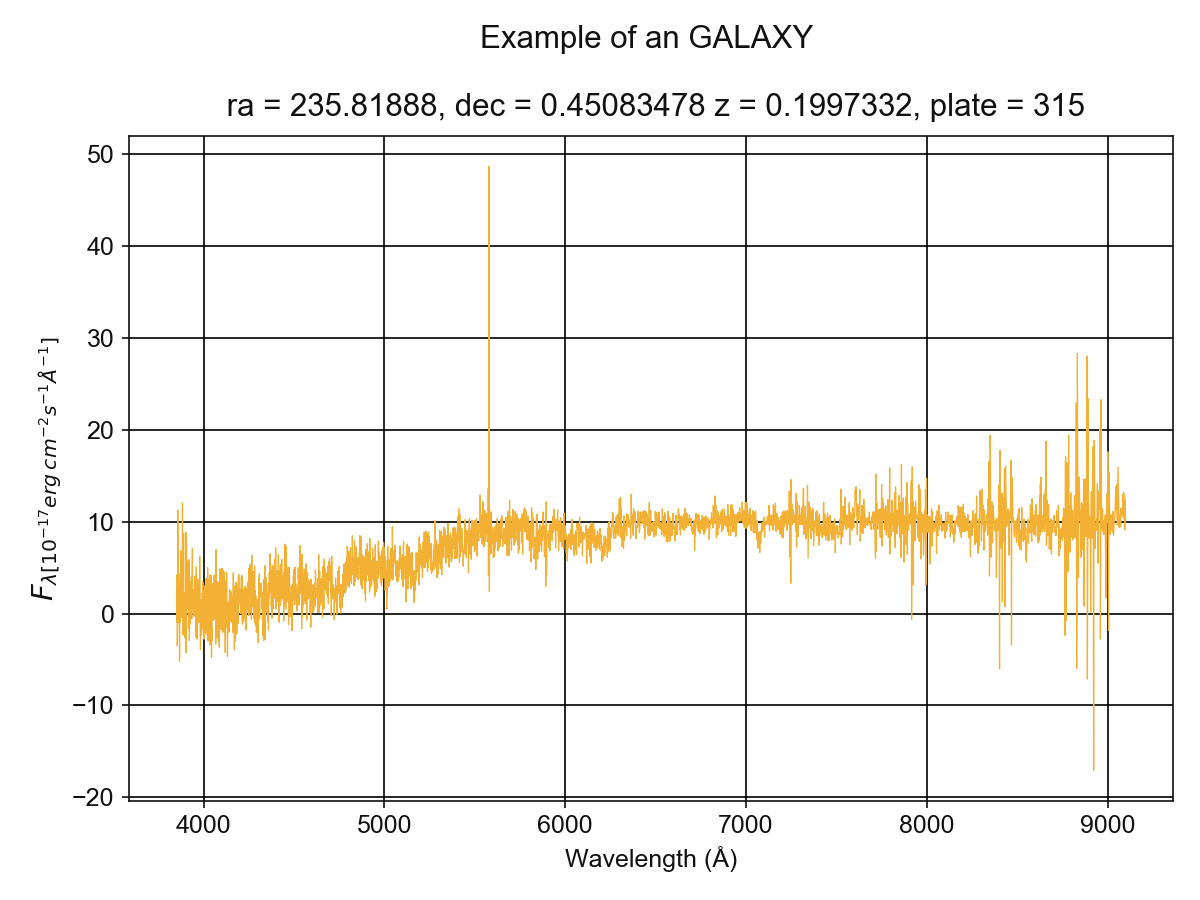 Example of an GALAXY
ra = 235.81888, dec = 0.45083478 z = 0.1997332, plate = 315
50
40
30
20
10
0
−10
−20
F_λ[10^−17 erg cm^−2 s^−1 Å^−1]
4000 5000 6000 7000 8000 9000
Wavelength (Å)